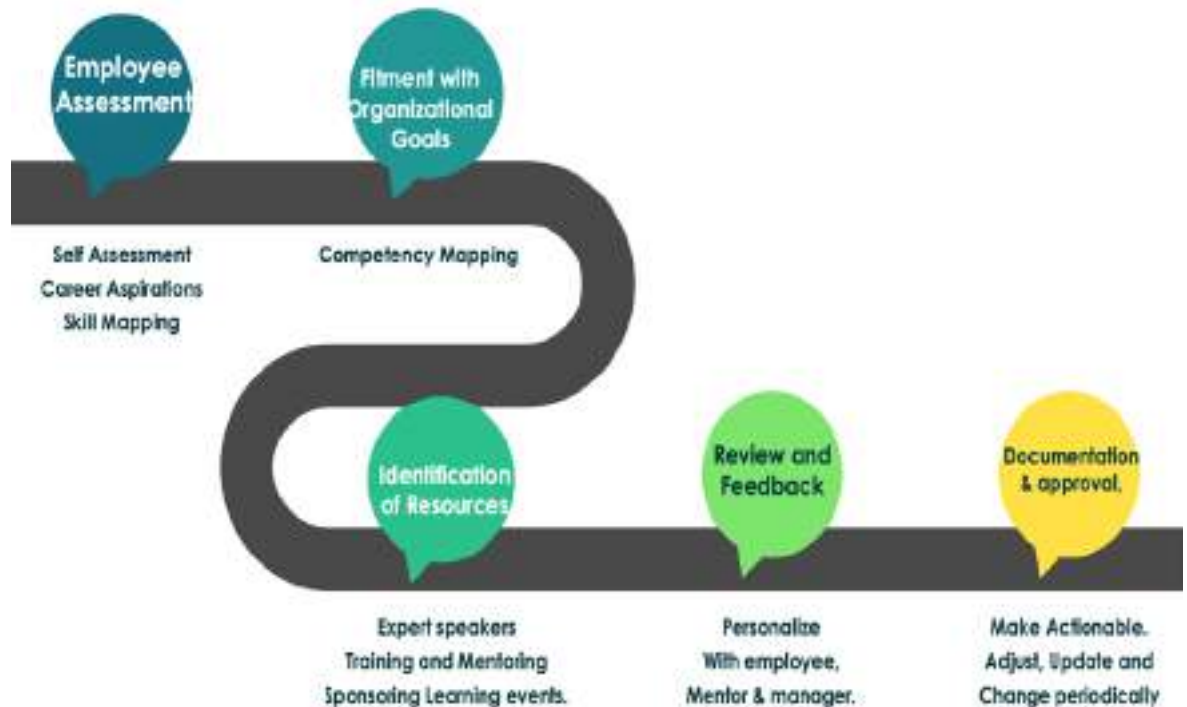 Employee
Assessment
Self Assessment
Career Aspirations
Skill Mapping
Fitment with
Organizational
Goals
Competency Mapping
Identification
of Resources
Expert speakers
Training and Mentoring
Sponsoring Learning events.
Review and
Feedback
Personalize
With employee,
Mentor & manager.
Documentation
& approval.
Make Actionable.
Adjust, Update and
Change periodically